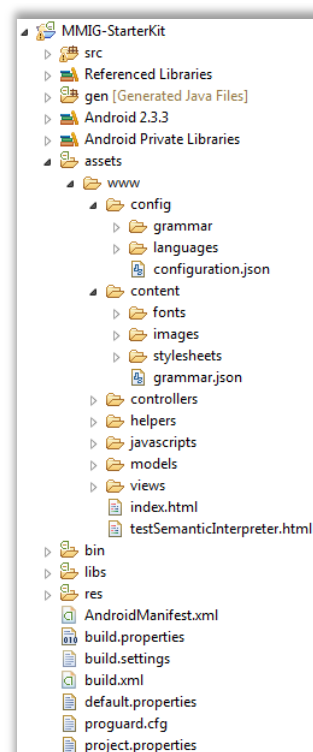 MMIG-StarterKit
src
Referenced Libraries
gen [Generated Java Files]
Android 2.3.3
Android Private Libraries
assets
www
config
grammar
languages
configuration.json
content
fonts
images
stylesheets
grammar.json
controllers
helpers
javascripts
models
views
index.html
testSemanticInterpreter.html
bin
libs
res
AndroidManifest.xml
build.properties
build.settings
build.xml
default.properties
proguard.cfg
project.properties